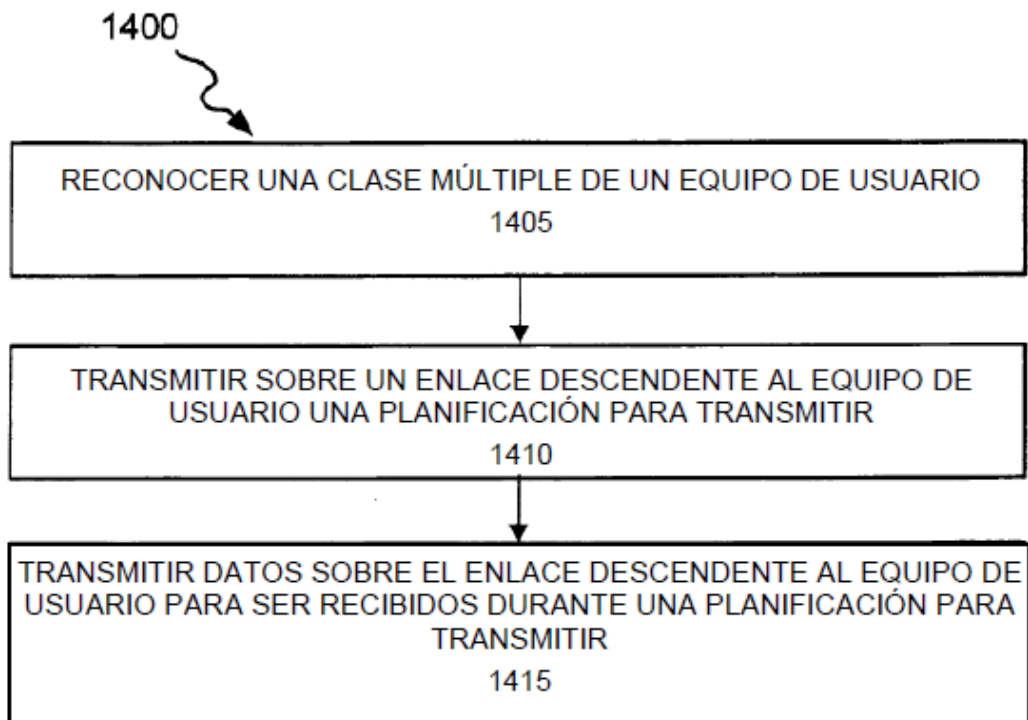 1400
RECONOCER UNA CLASE MÚLTIPLE DE UN EQUIPO DE USUARIO
1405
TRANSMITIR SOBRE UN ENLACE DESCENDENTE AL EQUIPO DE
USUARIO UNA PLANIFICACIÓN PARA TRANSMITIR
1410
TRANSMITIR DATOS SOBRE EL ENLACE DESCENDENTE AL EQUIPO DE
USUARIO PARA SER RECIBIDOS DURANTE UNA PLANIFICACIÓN PARA
TRANSMITIR
1415